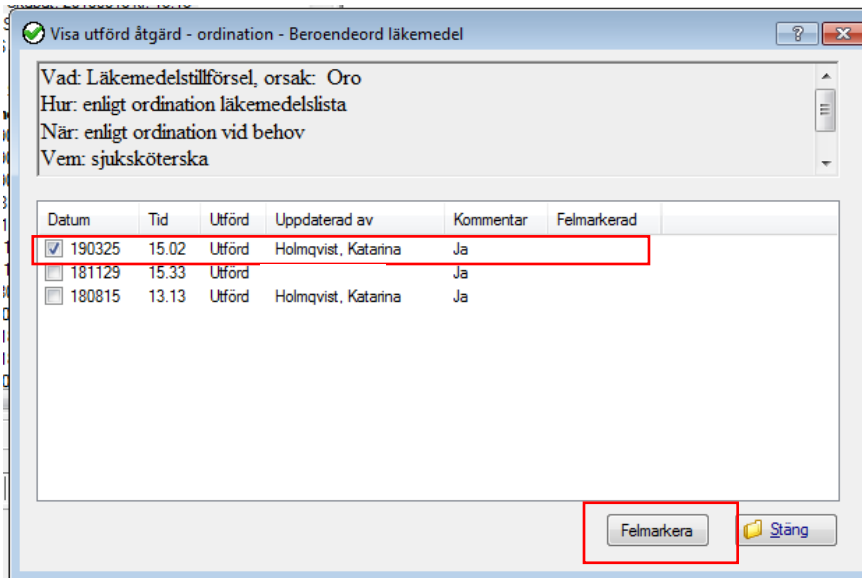 Visa utförd åtgärd - ordination - Beroendeord läkemedel
Vad: Läkemedelstillförsel, orsak: Oro
Hur: enligt ordination läkemedelslista
När: enligt ordination vid behov
Vem: sjuksköterska
Datum Tid Utförd Uppdaterad av Kommentar Felmarkerad
190325 15.02 Utförd Holmqvist, Katarina Ja
181129 15.33 Utförd Ja
180815 13.13 Utförd Holmqvist, Katarina Ja
Felmarkera Stäng